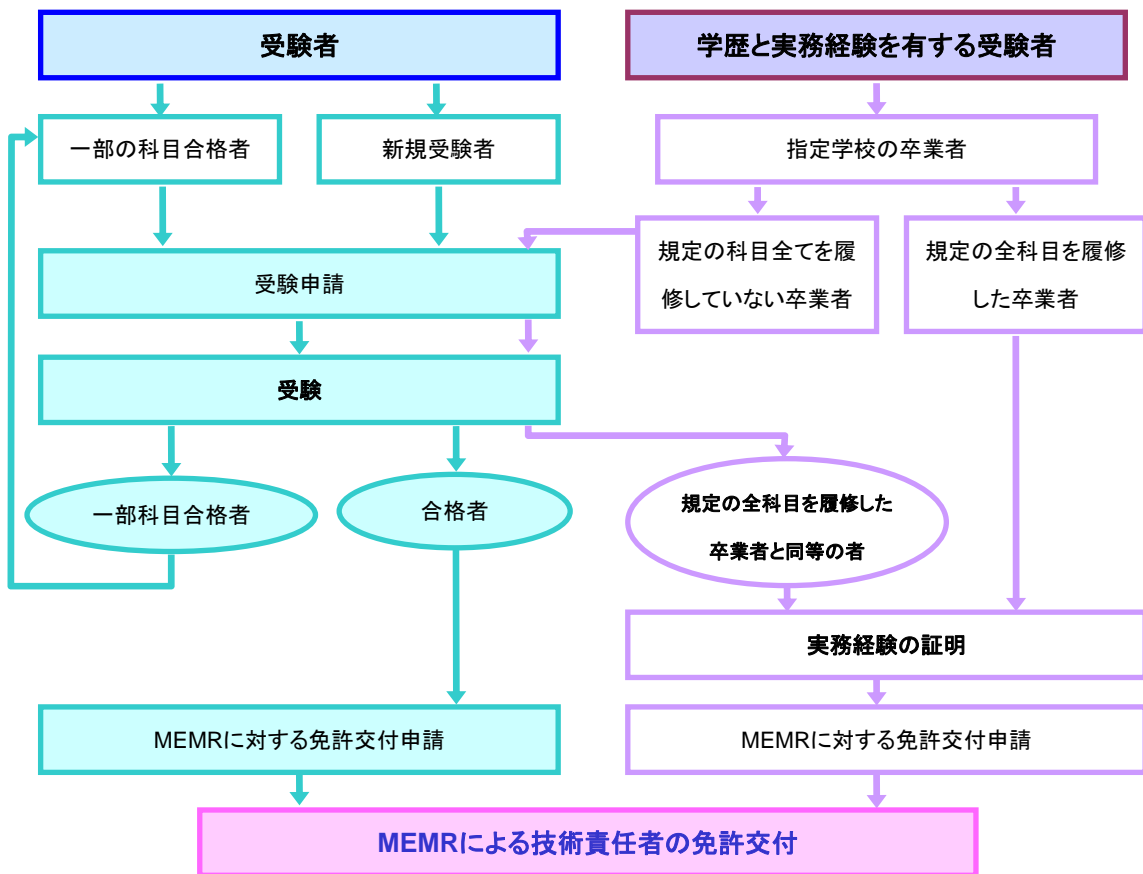 受験者
学歴と実務経験を有する受験者
一部の科目合格者
新規受験者
指定学校の卒業者
受験申請
規定の科目全てを履
修していない卒業者
規定の全科目を履修
した卒業者
受験
一部科目合格者
合格者
規定の全科目を履修した
卒業者と同等の者
実務経験の証明
MEMRに対する免許交付申請
MEMRに対する免許交付申請
MEMRによる技術責任者の免許交付